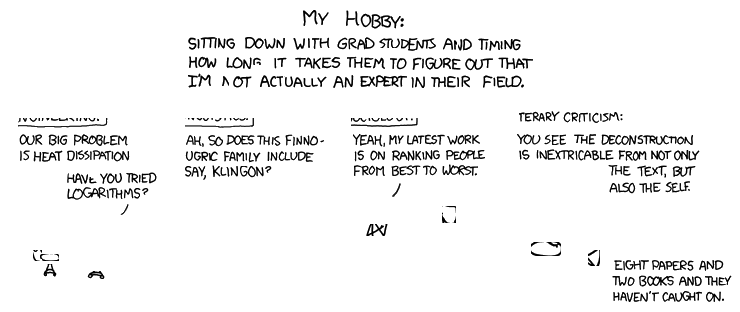 MY HOBBY:
SITTING DOWN WITH GRAD STUDENTS AND TIMING
HOW LONG IT TAKES THEM TO FIGURE OUT THAT
I'M NOT ACTUALLY AN EXPERT IN THEIR FIELD.
OUR BIG PROBLEM
IS HEAT DISSIPATION
HAVE YOU TRIED
LOGARITHMS?
AH, SO DOES THIS FINNO-
UGRIC FAMILY INCLUDE
SAY, KLINGON?
YEAH, MY LATEST WORK
IS ON RANKING PEOPLE
FROM BEST TO WORST.
TERARY CRITICISM:
YOU SEE THE DECONSTRUCTION
IS INEXTRICABLE FROM NOT ONLY
THE TEXT, BUT
ALSO THE SELF.
EIGHT PAPERS AND
TWO BOOKS AND THEY
HAVEN'T CAUGHT ON.